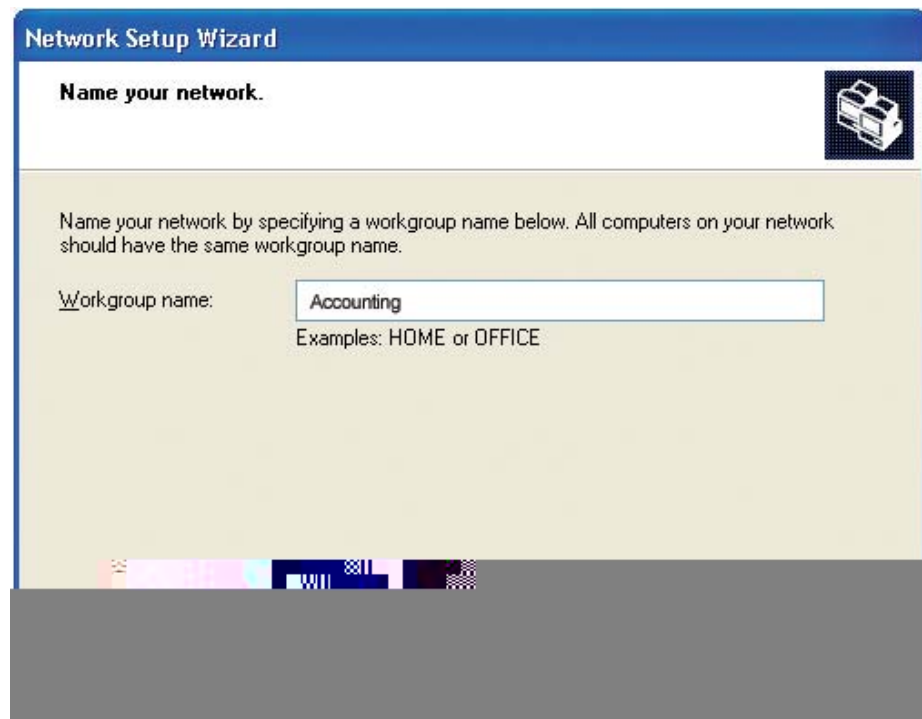 Network Setup Wizard
Name your network.
Name your network by specifying a workgroup name below. All computers on your network
should have the same workgroup name.
Workgroup name: Accounting
Examples: HOME or OFFICE